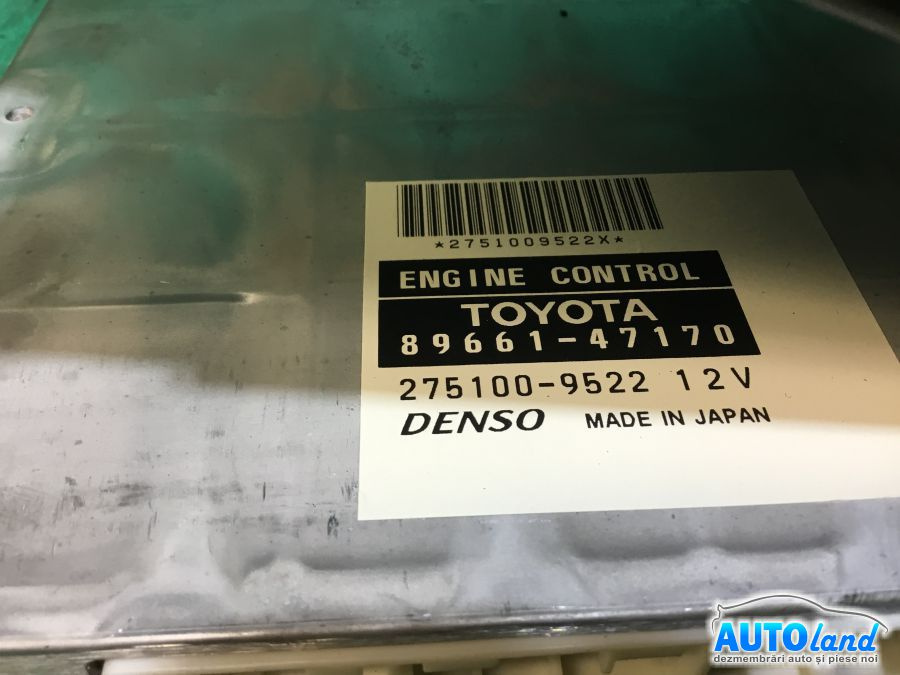 *2751009522X*
ENGINE CONTROL
TOYOTA
89661-47170
275100-9522 12V
DENSO MADE IN JAPAN
AUTOland
dezmembrări auto și piese noi